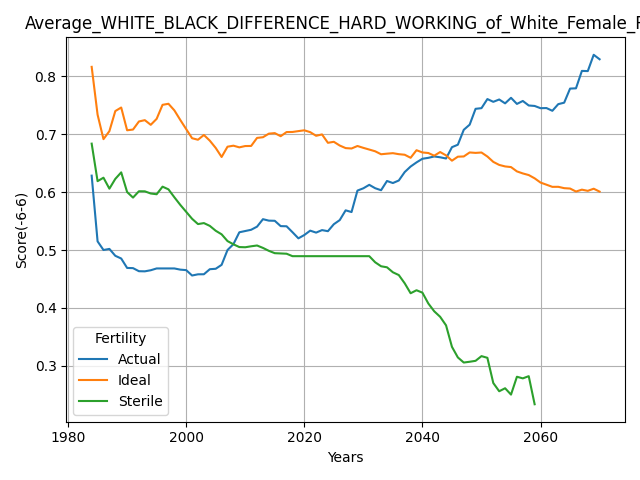 Average_WHITE_BLACK_DIFFERENCE_HARD_WORKING_of_White_Female_F
0.8
0.7
0.6
0.5
0.4
0.3
Score(-6-6)
Fertility
Actual
Ideal
Sterile
1980 2000 2020 2040 2060
Years